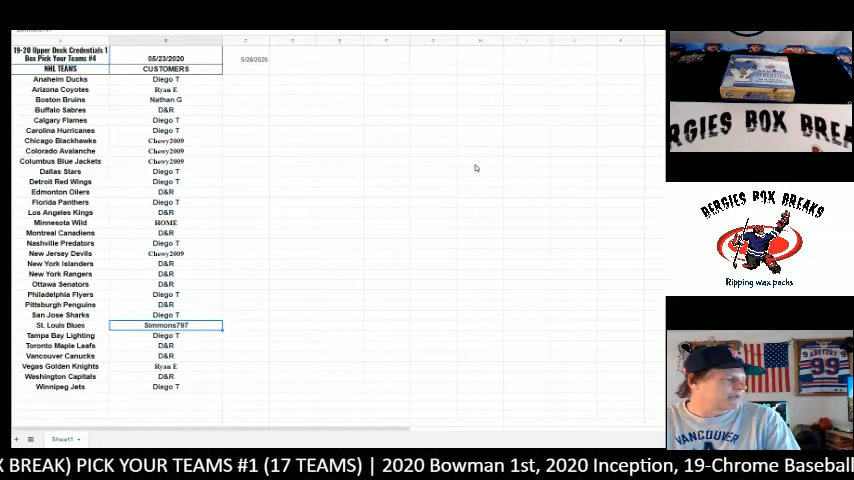 19-20 Upper Deck Credentials 1
Box Pick Your Teams #4
05/23/2020
5/28/2020
NHL TEAMS CUSTOMERS
Anaheim Ducks Diego T
Arizona Coyotes Ryan E
Boston Bruins Nathan G
Buffalo Sabres D&R
Calgary Flames Diego T
Carolina Hurricanes Diego T
Chicago Blackhawks Chewy2009
Colorado Avalanche Chewy2009
Columbus Blue Jackets Chewy2009
Dallas Stars Diego T
Detroit Red Wings Diego T
Edmonton Oilers D&R
Florida Panthers Diego T
Los Angeles Kings D&R
Minnesota Wild HOME
Montreal Canadiens D&R
Nashville Predators Diego T
New Jersey Devils Chewy2009
New York Islanders D&R
New York Rangers D&R
Ottawa Senators D&R
Philadelphia Flyers Diego T
Pittsburgh Penguins D&R
San Jose Sharks Diego T
St. Louis Blues Simmons797
Tampa Bay Lighting Diego T
Toronto Maple Leafs D&R
Vancouver Canucks D&R
Vegas Golden Knights Ryan E
Washington Capitals D&R
Winnipeg Jets Diego T
Sheet1
ERGIES BOX BREA
BERGIES BOX BREAKS
Ripping wax packs
GRETZKY
9 99
VANCOUVER
X BREAK) PICK YOUR TEAMS #1 (17 TEAMS) | 2020 Bowman 1st, 2020 Inception, 19-Chrome Baseball